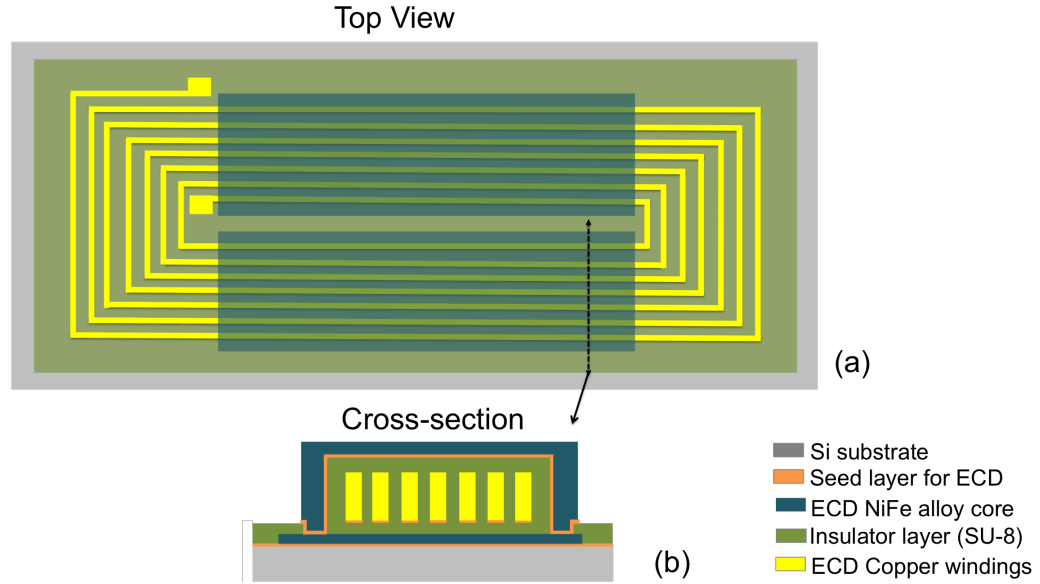 Top View
(a)
Cross-section
(b)
Si substrate
Seed layer for ECD
ECD NiFe alloy core
Insulator layer (SU-8)
ECD Copper windings